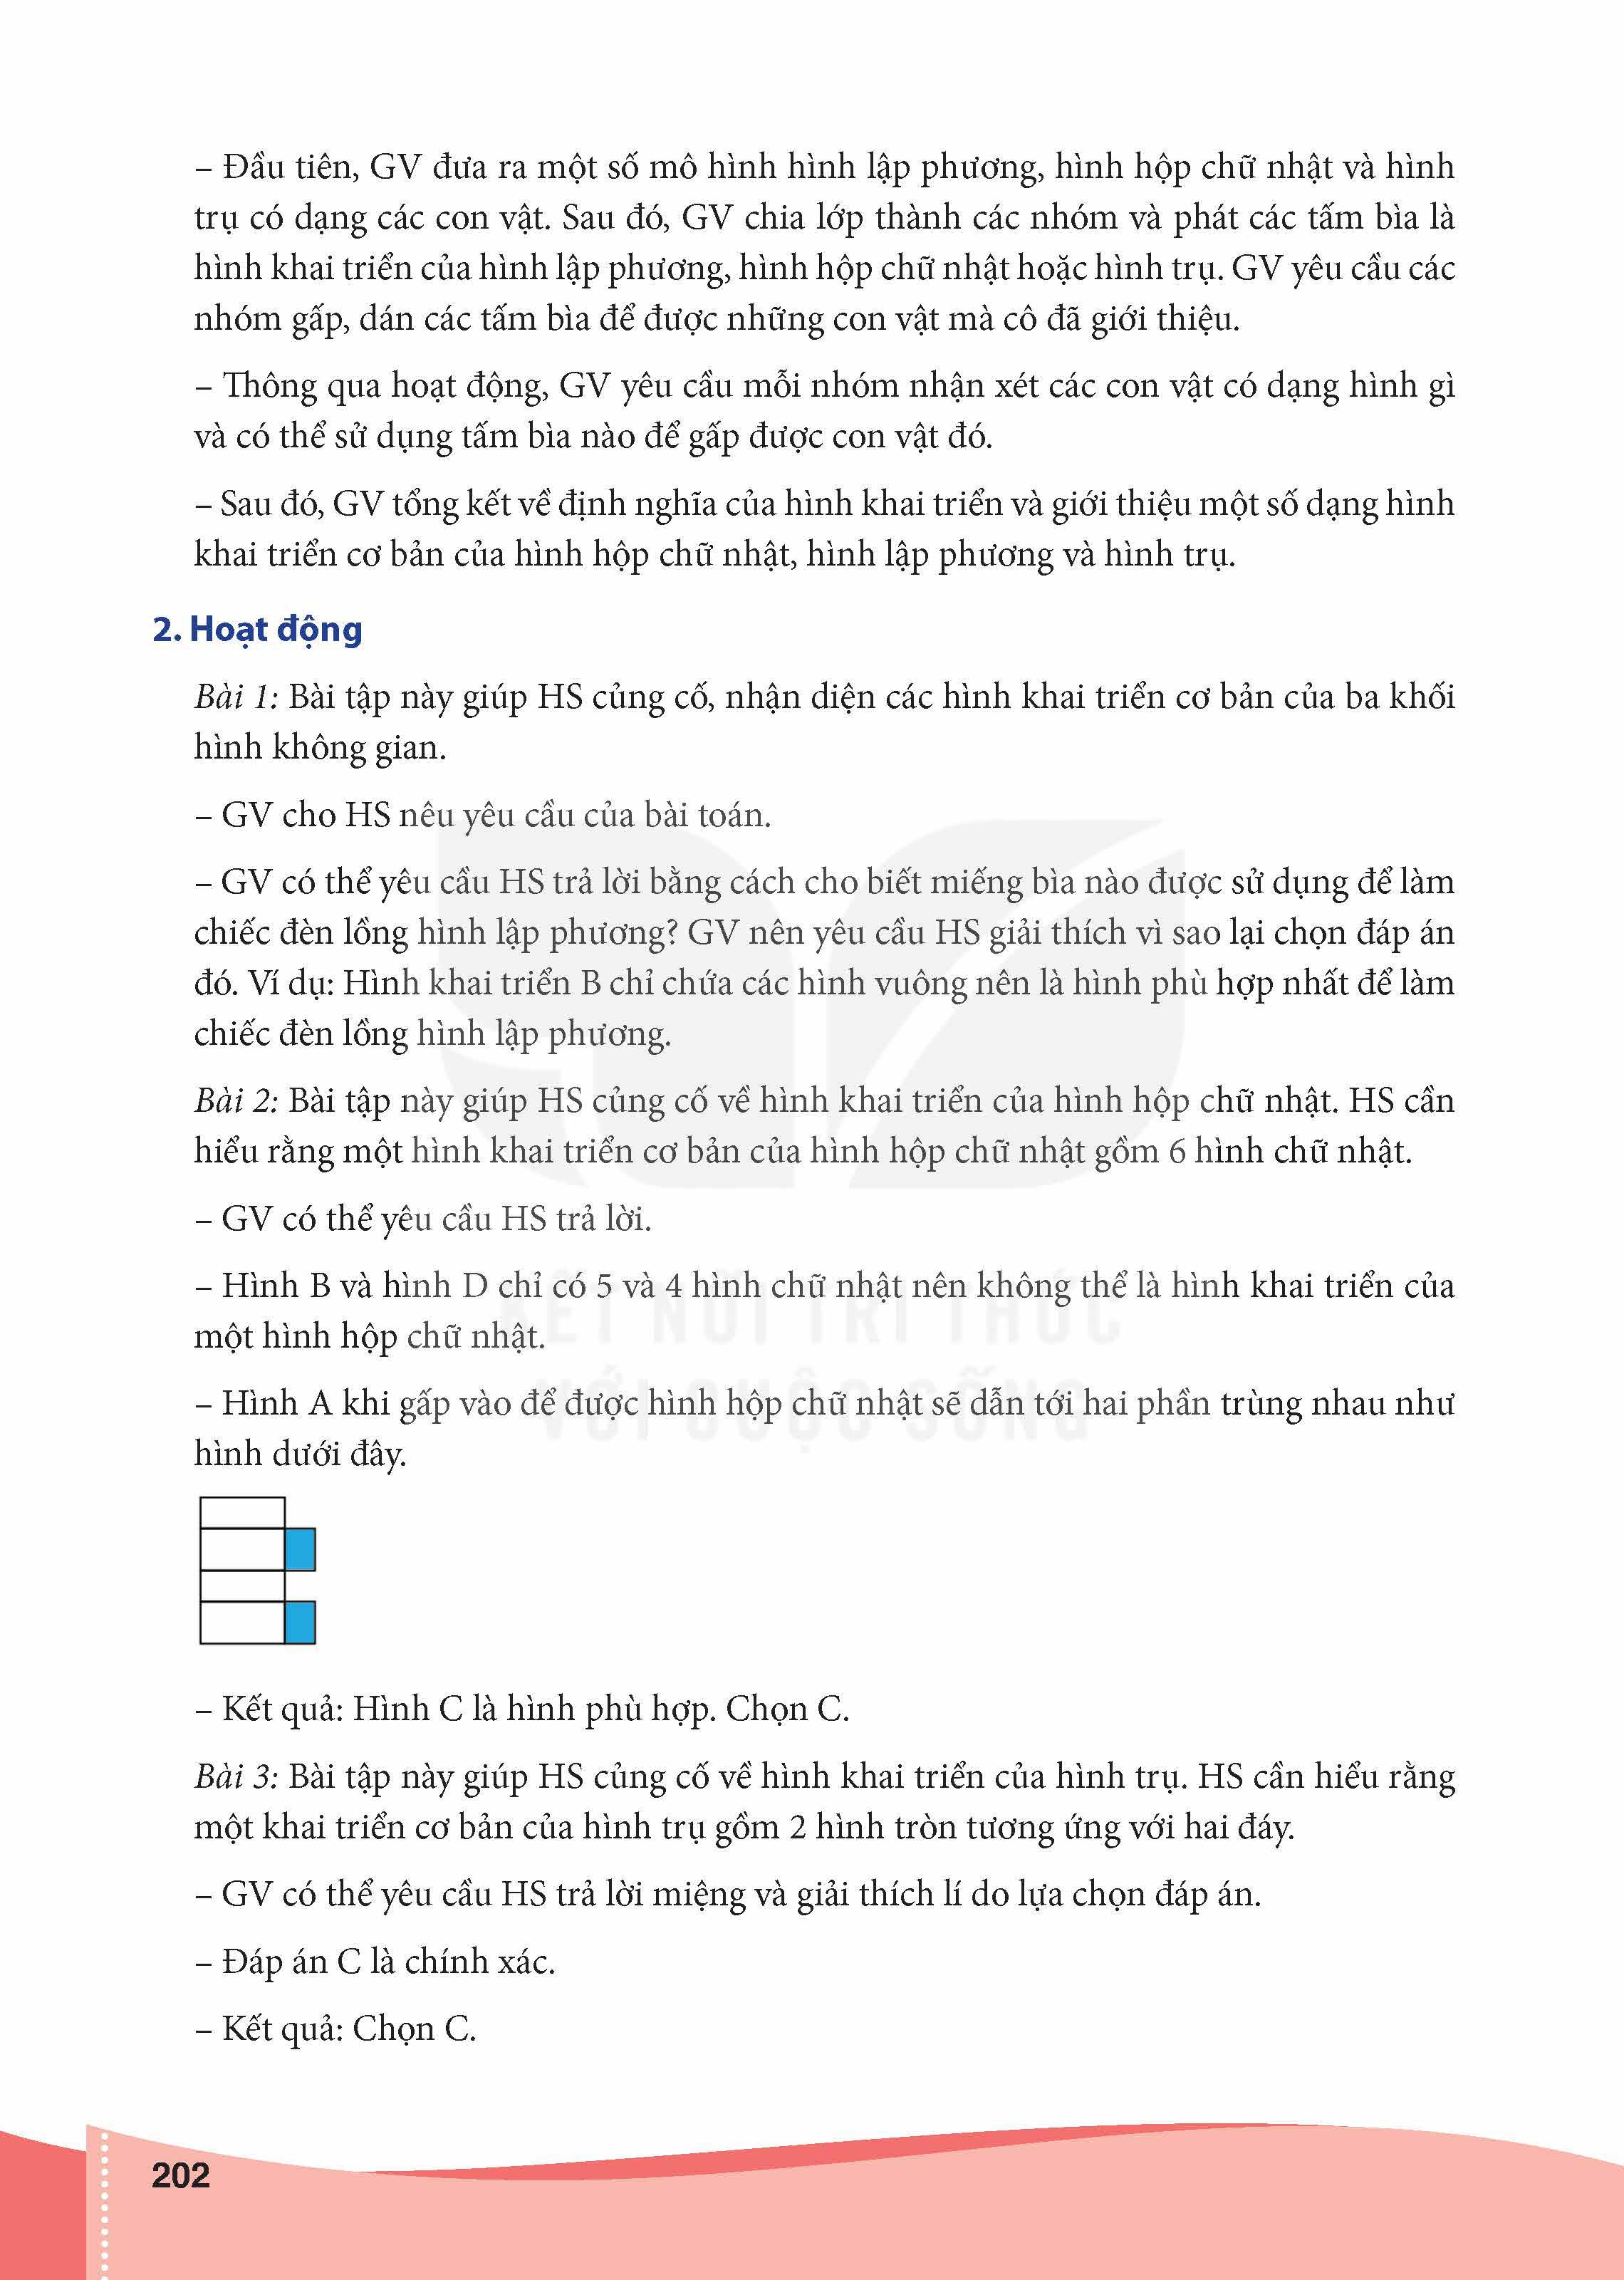 – Đầu tiên, GV đưa ra một số mô hình hình lập phương, hình hộp chữ nhật và hình
trụ có dạng các con vật. Sau đó, GV chia lớp thành các nhóm và phát các tấm bìa là
hình khai triển của hình lập phương, hình hộp chữ nhật hoặc hình trụ. GV yêu cầu các
nhóm gấp, dán các tấm bìa để được những con vật mà cô đã giới thiệu.
– Thông qua hoạt động, GV yêu cầu mỗi nhóm nhận xét các con vật có dạng hình gì
và có thể sử dụng tấm bìa nào để gấp được con vật đó.
– Sau đó, GV tổng kết về định nghĩa của hình khai triển và giới thiệu một số dạng hình
khai triển cơ bản của hình hộp chữ nhật, hình lập phương và hình trụ.
2. Hoạt động
Bài 1: Bài tập này giúp HS củng cố, nhận diện các hình khai triển cơ bản của ba khối
hình không gian.
– GV cho HS nêu yêu cầu của bài toán.
– GV có thể yêu cầu HS trả lời bằng cách cho biết miếng bìa nào được sử dụng để làm
chiếc đèn lồng hình lập phương? GV nên yêu cầu HS giải thích vì sao lại chọn đáp án
đó. Ví dụ: Hình khai triển B chỉ chứa các hình vuông nên là hình phù hợp nhất để làm
chiếc đèn lồng hình lập phương.
Bài 2: Bài tập này giúp HS củng cố về hình khai triển của hình hộp chữ nhật. HS cần
hiểu rằng một hình khai triển cơ bản của hình hộp chữ nhật gồm 6 hình chữ nhật.
– GV có thể yêu cầu HS trả lời.
– Hình B và hình D chỉ có 5 và 4 hình chữ nhật nên không thể là hình khai triển của
một hình hộp chữ nhật.
– Hình A khi gấp vào để được hình hộp chữ nhật sẽ dẫn tới hai phần trùng nhau như
hình dưới đây.
– Kết quả: Hình C là hình phù hợp. Chọn C.
Bài 3: Bài tập này giúp HS củng cố về hình khai triển của hình trụ. HS cần hiểu rằng
một khai triển cơ bản của hình trụ gồm 2 hình tròn tương ứng với hai đáy.
– GV có thể yêu cầu HS trả lời miệng và giải thích lí do lựa chọn đáp án.
– Đáp án C là chính xác.
– Kết quả: Chọn C.
KẾT NỐI TRI THỨC
VỚI CUỘC SỐNG
202